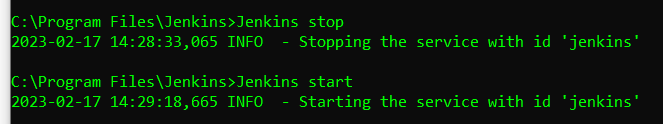 C:\Program Files\Jenkins>Jenkins stop
2023-02-17 14:28:33,065 INFO  - Stopping the service with id 'jenkins'
C:\Program Files\Jenkins>Jenkins start
2023-02-17 14:29:18,665 INFO  - Starting the service with id 'jenkins'